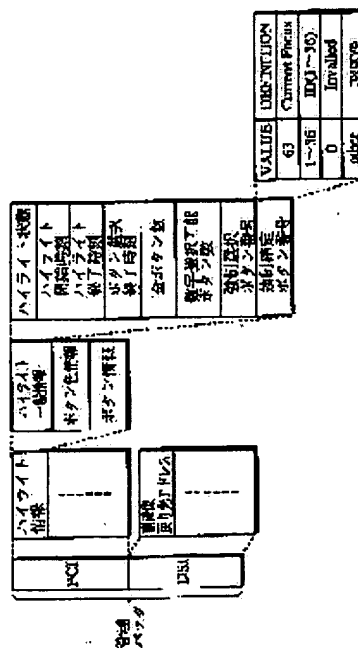 ハイライト状態
ハイライト
開始時刻
ハイライト
終了時刻
ボタン選択
終了時刻
全ボタン数
数字選択可能
ボタン数
強制選択
ボタン番号
強制確定
ボタン番号
VALUE DEFINITION
63 Current Focus
1~36 ID(1~36)
0 Invalied
other
ハイライト
一般情報
ボタン色情報
ボタン情報
ハイライト
情報
戻り先アドレス
PCI
DSI
管理
パック